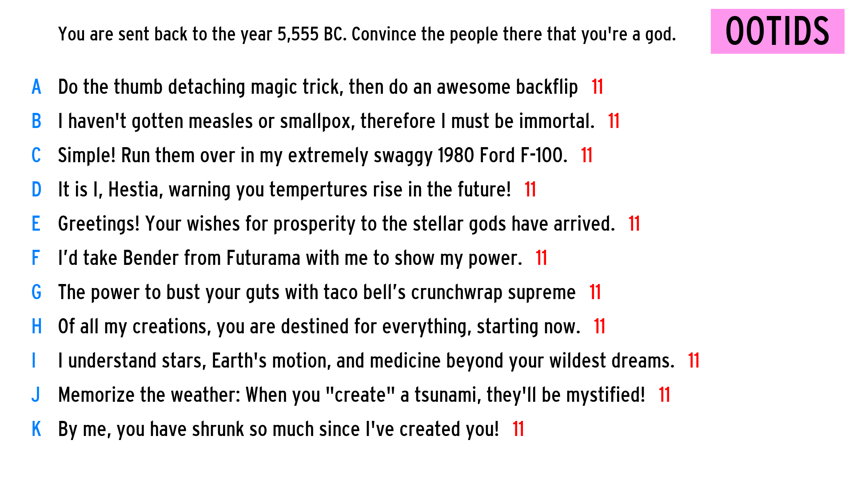 You are sent back to the year 5,555 BC. Convince the people there that you're a god.
OOTIDS
A Do the thumb detaching magic trick, then do an awesome backflip 11
B I haven't gotten measles or smallpox, therefore I must be immortal. 11
C Simple! Run them over in my extremely swaggy 1980 Ford F-100. 11
D It is I, Hestia, warning you tempertures rise in the future! 11
E Greetings! Your wishes for prosperity to the stellar gods have arrived. 11
F I’d take Bender from Futurama with me to show my power. 11
G The power to bust your guts with taco bell’s crunchwrap supreme 11
H Of all my creations, you are destined for everything, starting now. 11
I I understand stars, Earth's motion, and medicine beyond your wildest dreams. 11
J Memorize the weather: When you "create" a tsunami, they'll be mystified! 11
K By me, you have shrunk so much since I've created you! 11